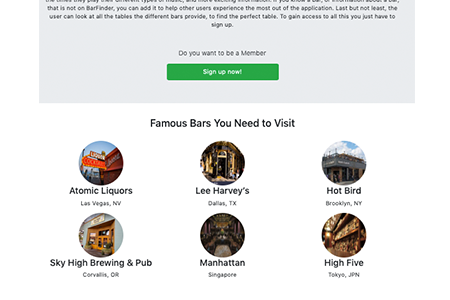 the times they play their different types of music, and more exciting information. If you know a bar, or information about a bar,
that is not on BarFinder, you can add it to help other users experience the most out of the application. Last but not least, the
user can look all the tables the different bars provide, to find the perfect table. To gain access to all this you just have to
sign up.
Do you want to be a Member
Sign up now!
Famous Bars You Need to Visit
Atomic Liquors Lee Harvey's Hot Bird
Las Vegas, NV Dallas, TX Brooklyn, NY
Sky High Brewing & Pub Manhattan High Five
Corvallis, OR Singapore Tokyo, JPN